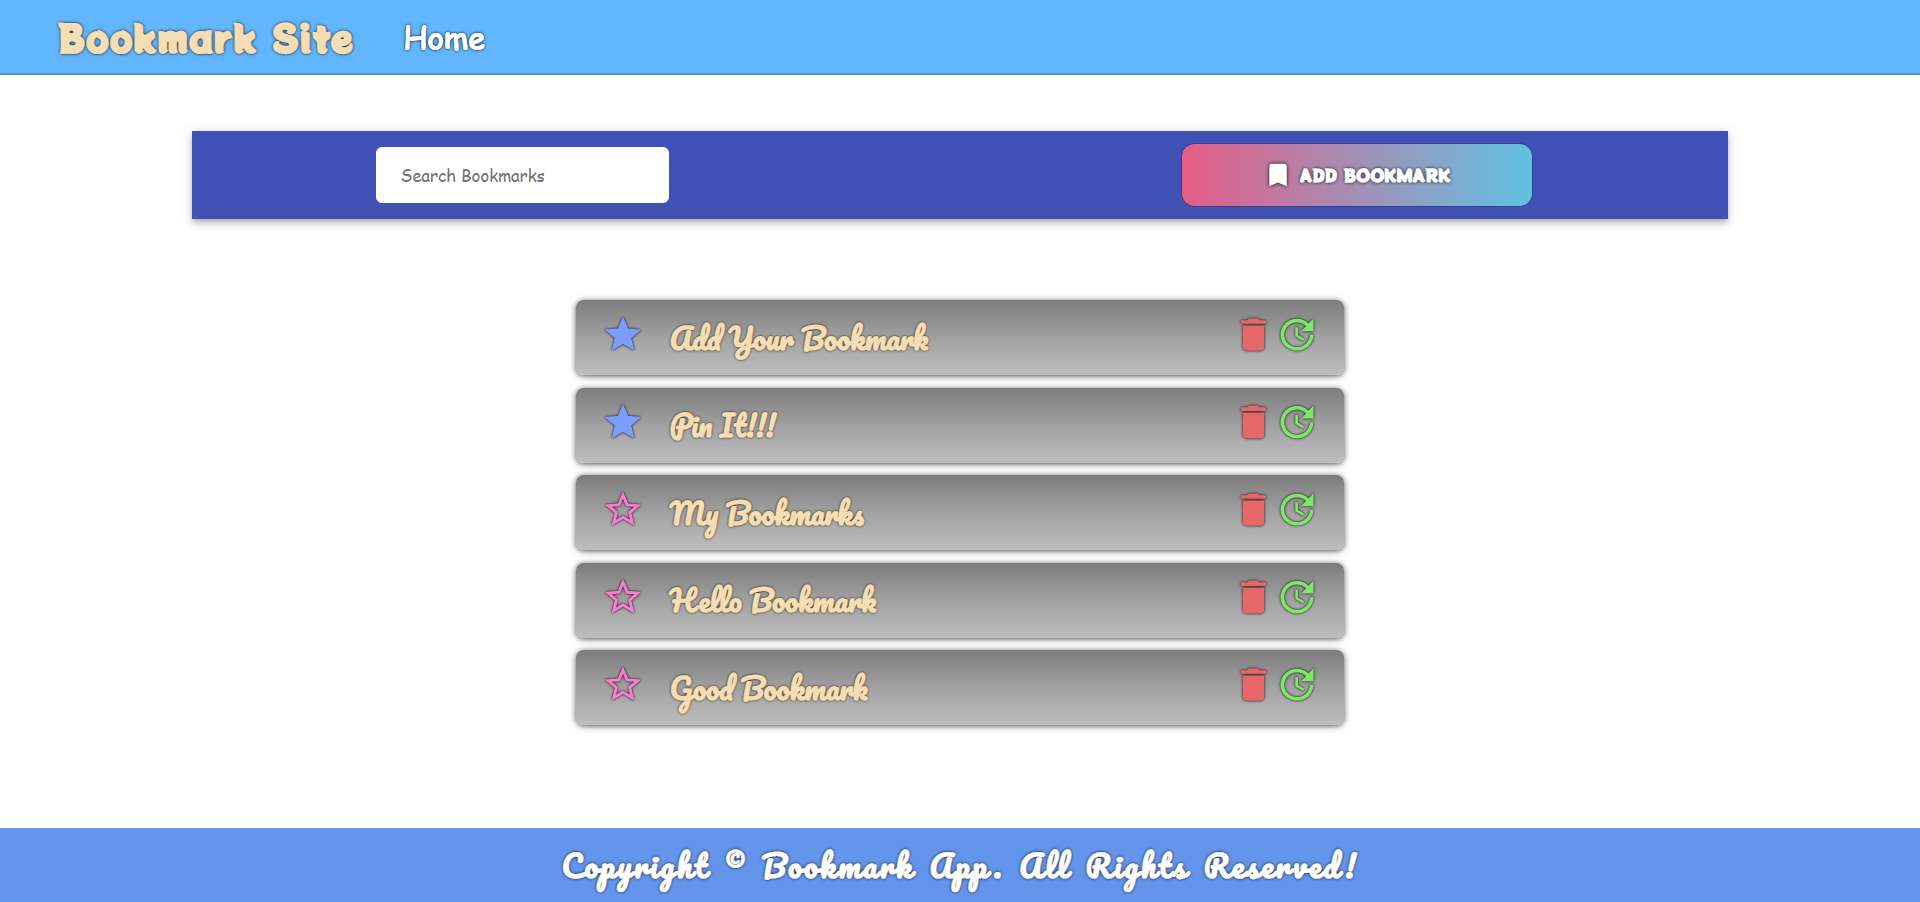 Bookmark Site Home
Search Bookmarks ADD BOOKMARK
Add Your Bookmark
Pin It!!!
My Bookmarks
Hello Bookmark
Good Bookmark
Copyright © Bookmark App. All Rights Reserved!